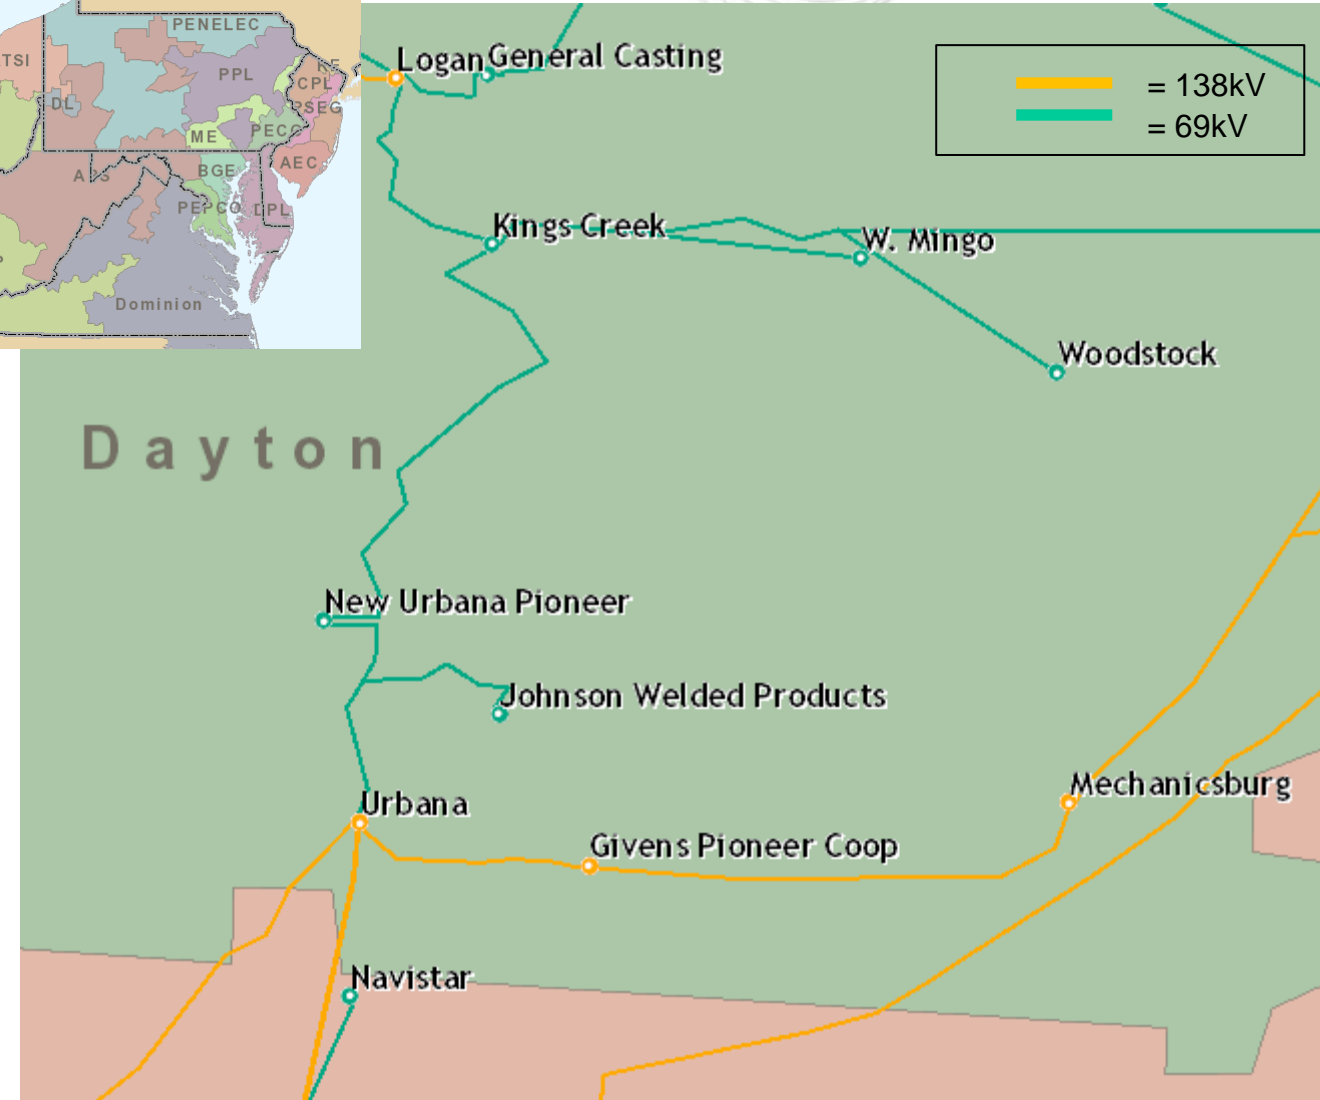 PENELEC
TSI
PPL
CPL
DL
PSEG
ME
PECO
BGE
AEC
APS
PEPCO
DPL
Dominion
Logan
General Casting
= 138kV
= 69kV
Kings Creek
W. Mingo
Woodstock
Dayton
New Urbana Pioneer
Johnson Welded Products
Mechanicsburg
Urbana
Givens Pioneer Coop
Navistar